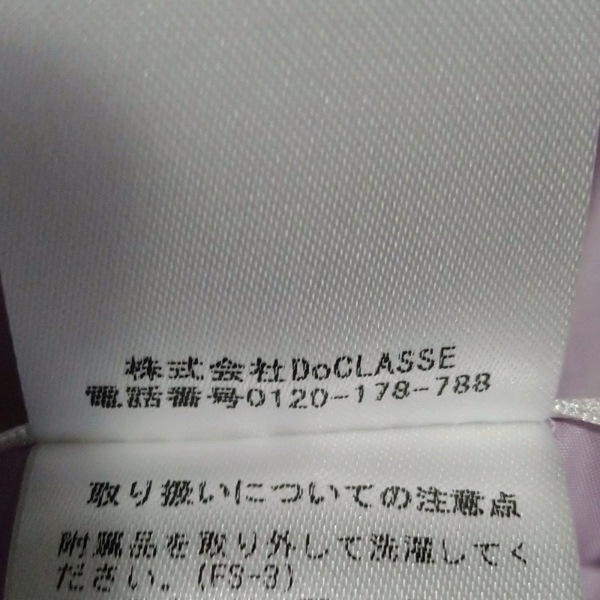 株式会社DoCLASSE
電話番号0120-178-788
取り扱いについての注意点
附属品を取り外して洗濯してく
ださい。(FS-3)